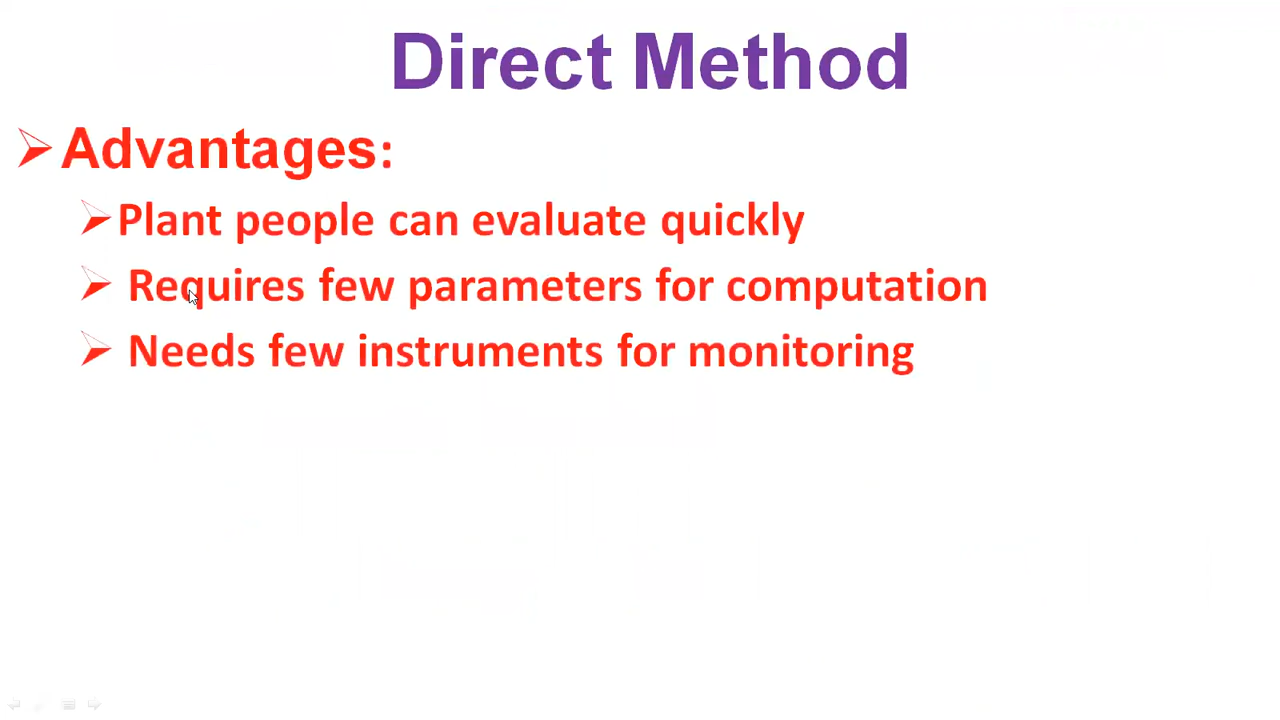 Direct Method
Advantages:
Plant people can evaluate quickly
Requires few parameters for computation
Needs few instruments for monitoring